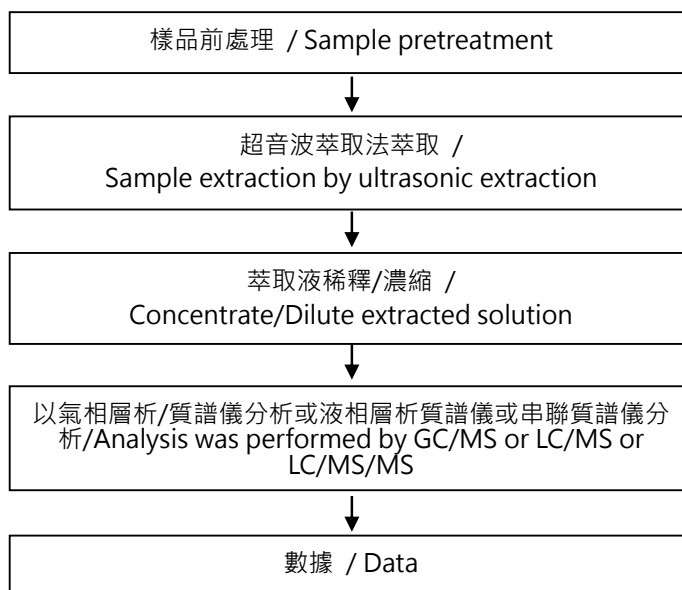 樣品前處理 / Sample pretreatment
超音波萃取法萃取 /
Sample extraction by ultrasonic extraction
萃取液稀釋/濃縮 /
Concentrate/Dilute extracted solution
以氣相層析/質譜儀分析或液相層析質譜儀或串聯質譜儀分
析/Analysis was performed by GC/MS or LC/MS or
LC/MS/MS
數據 / Data